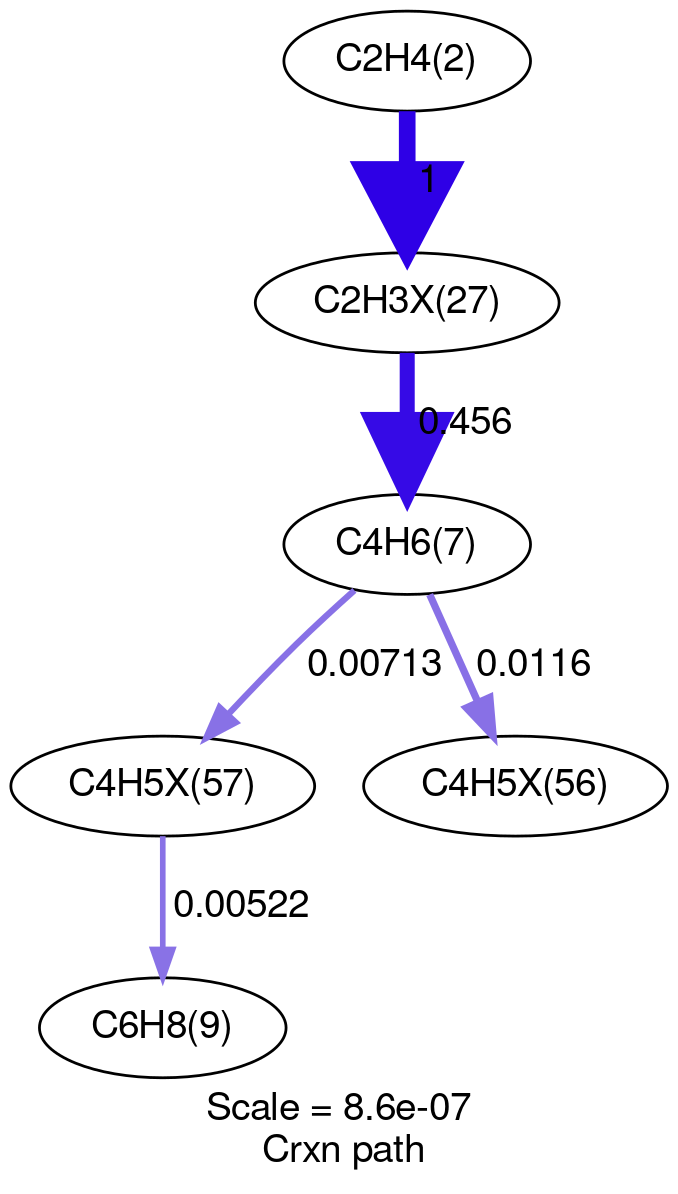 C2H4(2)
1
C2H3X(27)
0.456
C4H6(7)
0.00713
0.0116
C4H5X(57)
C4H5X(56)
0.00522
C6H8(9)
Scale = 8.6e-07
Crxn path